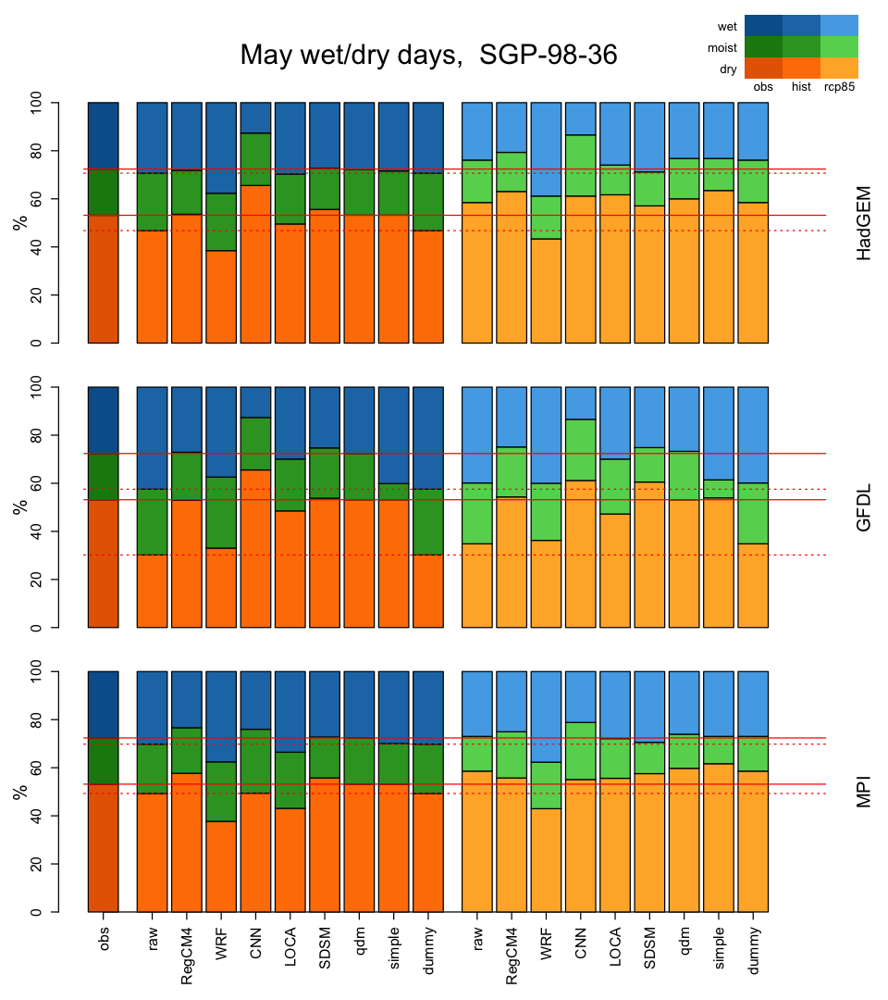 wet
moist
dry
obs hist rcp85
May wet/dry days, SGP-98-36
0 20 40 60 80 100
%
HadGEM
0 20 40 60 80 100
%
GFDL
0 20 40 60 80 100
%
MPI
obs raw RegCM4 WRF CNN LOCA SDSM qdm simple dummy raw RegCM4 WRF CNN LOCA SDSM qdm simple dummy